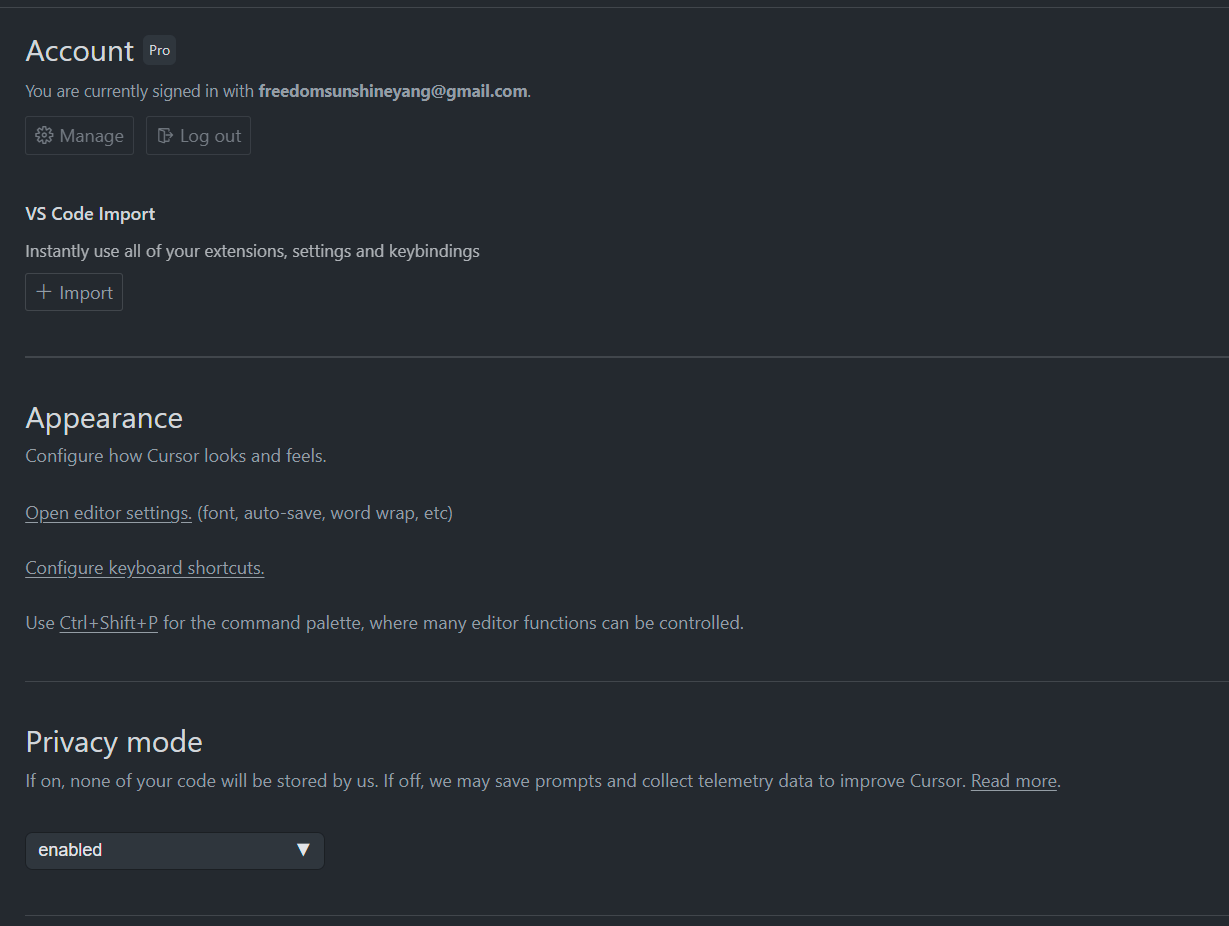 Account Pro
You are currently signed in with freedomsunshineyang@gmail.com.
Manage Log out
VS Code Import
Instantly use all of your extensions, settings and keybindings
+ Import
Appearance
Configure how Cursor looks and feels.
Open editor settings. (font, auto-save, word wrap, etc)
Configure keyboard shortcuts.
Use Ctrl+Shift+P for the command palette, where many editor functions can be controlled.
Privacy mode
If on, none of your code will be stored by us. If off, we may save prompts and collect telemetry data to improve Cursor. Read more.
enabled